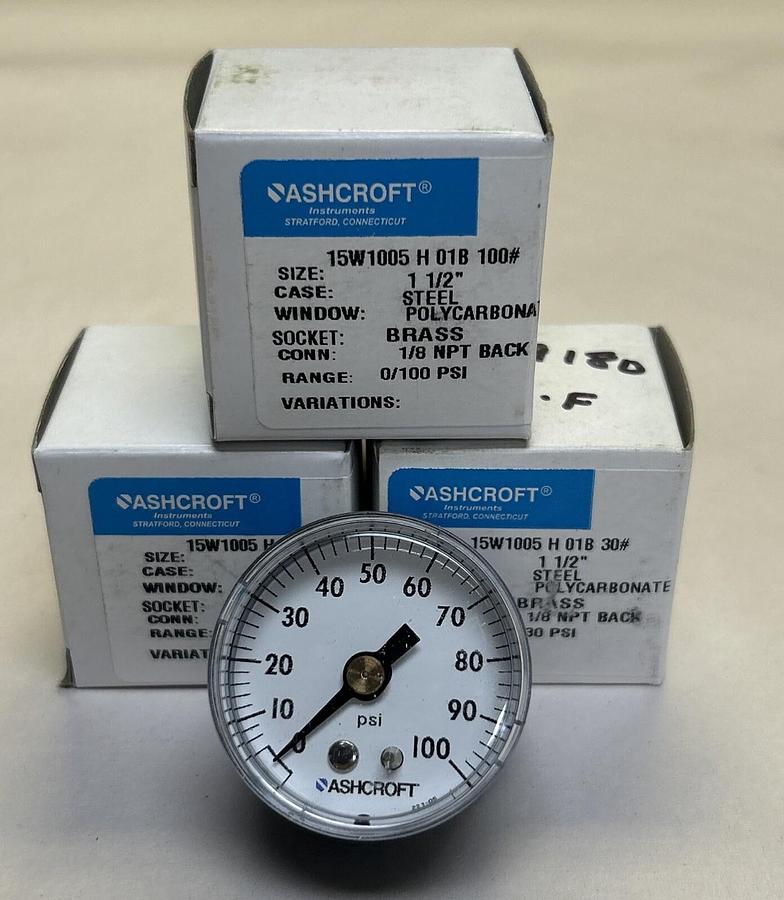 ASHCROFT®
Instruments
STRATFORD, CONNECTICUT
15W1005 H 01B 100#
SIZE: 1 1/2"
CASE: STEEL
WINDOW: POLYCARBONA
SOCKET: BRASS
CONN: 1/8 NPT BACK
RANGE: 0/100 PSI
VARIATIONS:
180
.F
ASHCROFT®
Instruments
STRATFORD, CONNECTICUT
15W1005 H
SIZE:
CASE:
WINDOW:
SOCKET:
CONN:
RANGE:
VARIAT
ASHCROFT®
Instruments
STRATFORD, CONNECTICUT
15W1005 H 01B 30#
1 1/2"
STEEL
POLYCARBONATE
BRASS
1/8 NPT BACK
30 PSI
0 10 20 30 40 50 60 70 80 90 100
psi
ASHCROFT